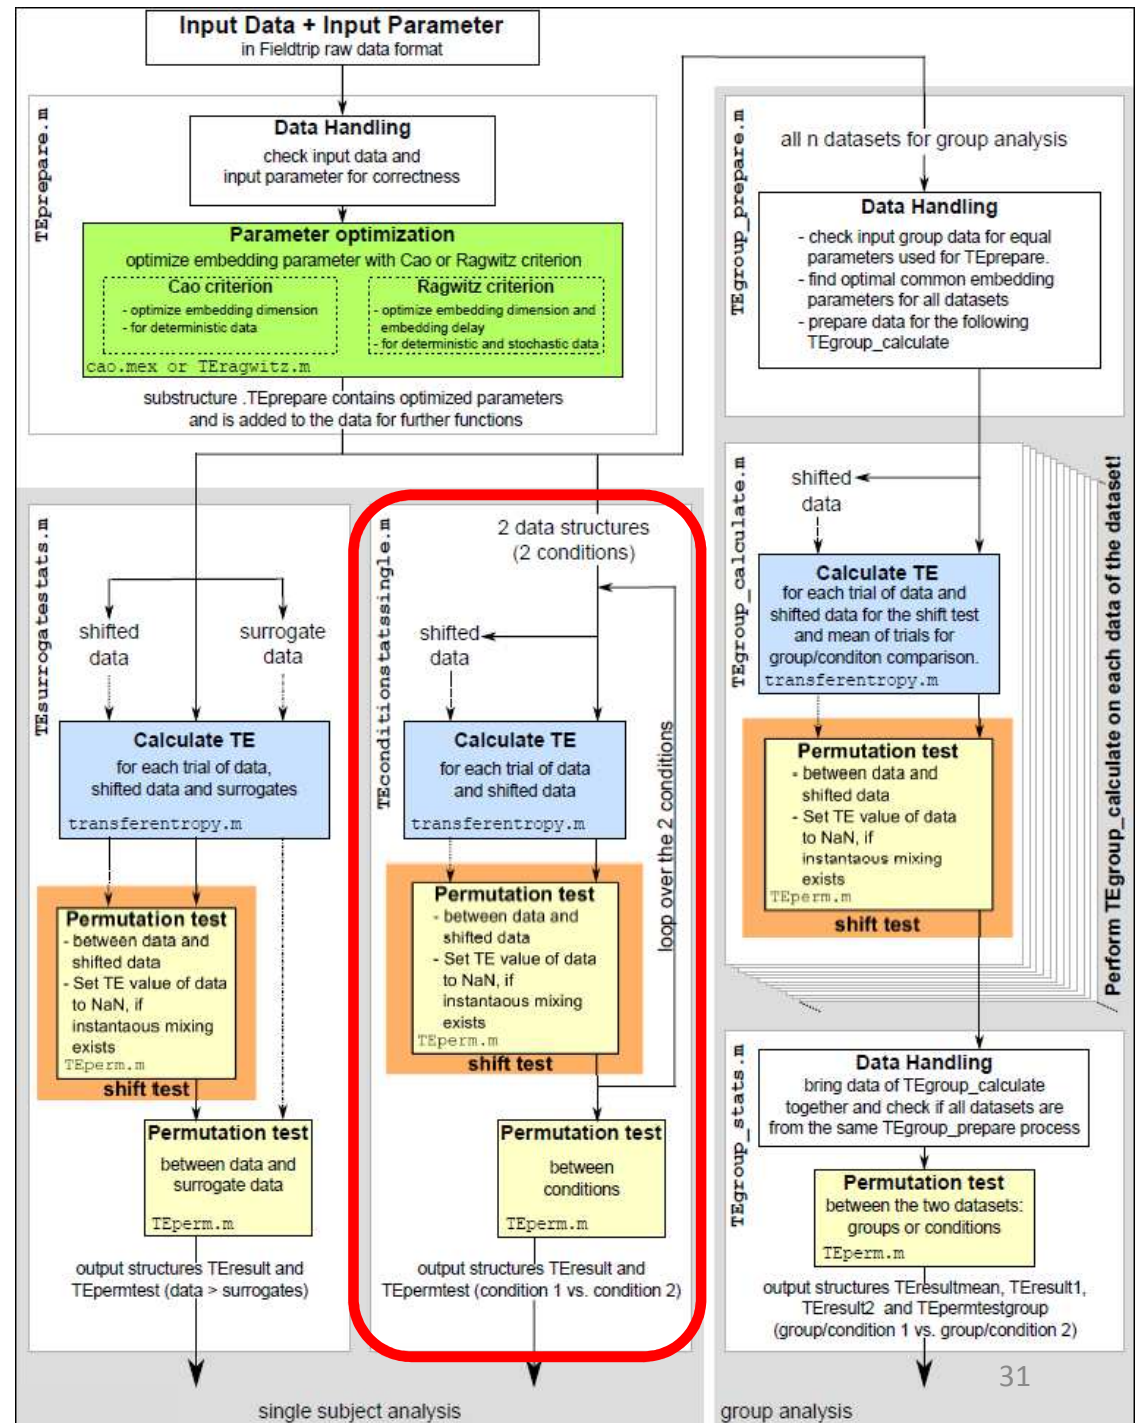 Input Data + Input Parameter
in Fieldtrip raw data format
TEprepare.m
Data Handling
check input data and
input parameter for correctness
Parameter optimization
optimize embedding parameter with Cao or Ragwitz criterion
Cao criterion
- optimize embedding dimension
- for deterministic data
Ragwitz criterion
- optimize embedding dimension and
embedding delay
- for deterministic and stochastic data
cao.mex or TEragwitz.m
substructure .TEprepare contains optimized parameters
and is added to the data for further functions
TEsurrogatestats.m
shifted
data
surrogate
data
Calculate TE
for each trial of data,
shifted data and surrogates
transferentropy.m
Permutation test
- between data and
shifted data
- Set TE value of data
to NaN, if
instantaous mixing
exists
TEperm.m
shift test
Permutation test
between data and
surrogate data
TEperm.m
output structures TEresult and
TEpermtest (data > surrogates)
TEconditionstatssingle.m
2 data structures
(2 conditions)
shifted
data
Calculate TE
for each trial of data
and shifted data
transferentropy.m
Permutation test
- between data and
shifted data
- Set TE value of data
to NaN, if
instantaous mixing
exists
TEperm.m
shift test
loop over the 2 conditions
Permutation test
between
conditions
TEperm.m
output structures TEresult and
TEpermtest (condition 1 vs. condition 2)
single subject analysis
TEgroup_prepare.m
all n datasets for group analysis
Data Handling
- check input group data for equal
parameters used for TEprepare.
- find optimal common embedding
parameters for all datasets
- prepare data for the following
TEgroup_calculate
TEgroup_calculate.m
shifted
data
Calculate TE
for each trial of data and
shifted data for the shift test
and mean of trials for
group/conditon comparison.
transferentropy.m
Permutation test
- between data and
shifted data
- Set TE value of data
to NaN, if
instantaous mixing
exists
TEperm.m
shift test
Perform TEgroup_calculate on each data of the dataset!
TEgroup_stats.m
Data Handling
bring data of TEgroup_calculate
together and check if all datasets are
from the same TEgroup_prepare process
Permutation test
between the two datasets:
groups or conditions
TEperm.m
output structures TEresultmean, TEresult1,
TEresult2 and TEpermtestgroup
(group/condition 1 vs. group/condition 2)
31
group analysis